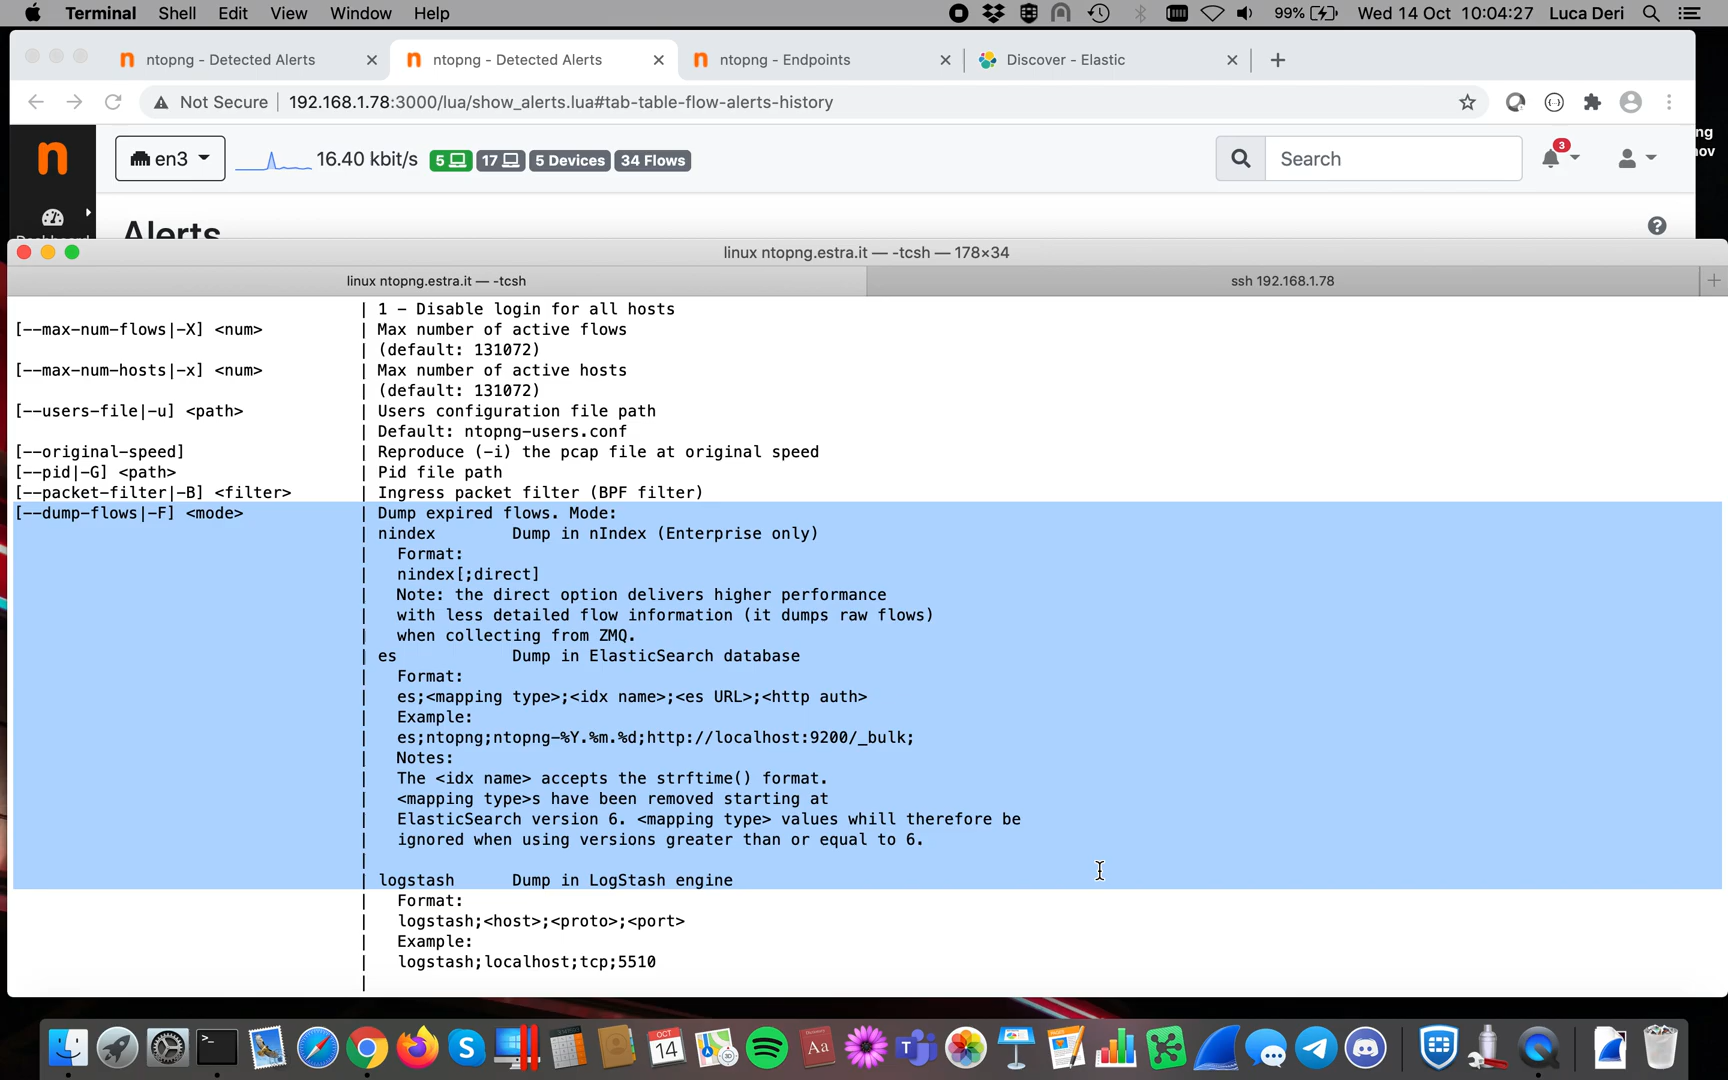 Terminal Shell Edit View Window Help 99% Wed 14 Oct 10:04:27 Luca Deri
ntopng - Detected Alerts ntopng - Detected Alerts ntopng - Endpoints Discover - Elastic
Not Secure 192.168.1.78:3000/lua/show_alerts.lua#tab-table-flow-alerts-history
n en3 16.40 kbit/s 5 17 5 Devices 34 Flows Search 3
Alerts
linux ntopng.estra.it — -tcsh — 178×34
linux ntopng.estra.it — -tcsh ssh 192.168.1.78
| 1 - Disable login for all hosts
[--max-num-flows|-X] <num> | Max number of active flows
| (default: 131072)
[--max-num-hosts|-x] <num> | Max number of active hosts
| (default: 131072)
[--users-file|-u] <path> | Users configuration file path
| Default: ntopng-users.conf
[--original-speed] | Reproduce (-i) the pcap file at original speed
[--pid|-G] <path> | Pid file path
[--packet-filter|-B] <filter> | Ingress packet filter (BPF filter)
[--dump-flows|-F] <mode> | Dump expired flows. Mode:
| nindex Dump in nIndex (Enterprise only)
| Format:
| nindex[;direct]
| Note: the direct option delivers higher performance
| with less detailed flow information (it dumps raw flows)
| when collecting from ZMQ.
| es Dump in ElasticSearch database
| Format:
| es;<mapping type>;<idx name>;<es URL>;<http auth>
| Example:
| es;ntopng;ntopng-%Y.%m.%d;http://localhost:9200/_bulk;
| Notes:
| The <idx name> accepts the strftime() format.
| <mapping type>s have been removed starting at
| ElasticSearch version 6. <mapping type> values whill therefore be
| ignored when using versions greater than or equal to 6.
|
| logstash Dump in LogStash engine
| Format:
| logstash;<host>;<proto>;<port>
| Example:
| logstash;localhost;tcp;5510
|
OCT
14